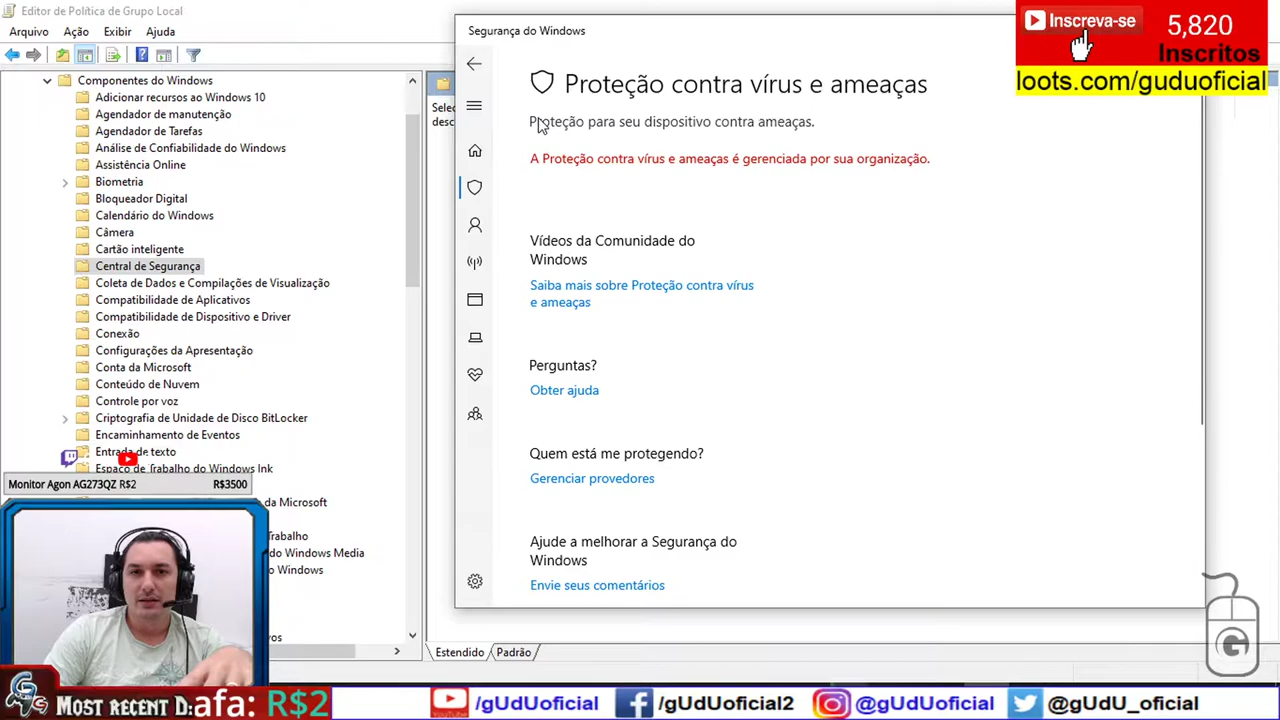 Editor de Política de Grupo Local
Arquivo Ação Exibir Ajuda
Componentes do Windows
Adicionar recursos ao Windows 10
Agendador de manutenção
Agendador de Tarefas
Análise de Confiabilidade do Windows
Assistência Online
Biometria
Bloqueador Digital
Calendário do Windows
Câmera
Cartão inteligente
Central de Segurança
Coleta de Dados e Compilações de Visualização
Compatibilidade de Aplicativos
Compatibilidade de Dispositivo e Driver
Conexão
Configurações da Apresentação
Conta da Microsoft
Conteúdo de Nuvem
Controle por voz
Criptografia de Unidade de Disco BitLocker
Encaminhamento de Eventos
Entrada de texto
Espaço de Trabalho do Windows Ink
Monitor Agon AG273QZ R$2 R$3500
da Microsoft
Trabalho
do Windows Media
Windows
Selec
desc
Estendido Padrão
Segurança do Windows
Proteção contra vírus e ameaças
Proteção para seu dispositivo contra ameaças.
A Proteção contra vírus e ameaças é gerenciada por sua organização.
Vídeos da Comunidade do
Windows
Saiba mais sobre Proteção contra vírus
e ameaças
Perguntas?
Obter ajuda
Quem está me protegendo?
Gerenciar provedores
Ajude a melhorar a Segurança do
Windows
Envie seus comentários
Inscreva-se 5,820
Inscritos
loots.com/guduoficial
G
Most recent D: afa: R$2
/gUdUoficial /gUdUoficial2 @gUdUoficial @gUdU_oficial